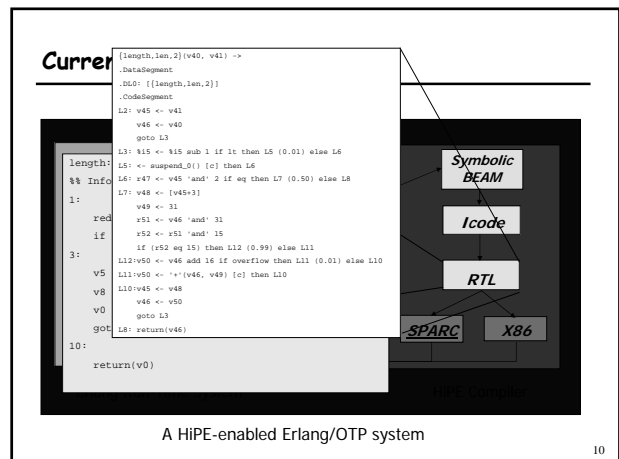 Curren
{length,len,2}(v40, v41) ->
.DataSegment
.DL0: [{length,len,2}]
.CodeSegment
L2: v45 <- v41
v46 <- v40
goto L3
L3: %i5 <- %i5 sub 1 if lt then L5 (0.01) else L6
L5: <- suspend_0() [c] then L6
L6: r47 <- v45 'and' 2 if eq then L7 (0.50) else L8
L7: v48 <- [v45+3]
v49 <- 31
r51 <- v46 'and' 31
r52 <- r51 'and' 15
if (r52 eq 15) then L12 (0.99) else L11
L12:v50 <- v46 add 16 if overflow then L11 (0.01) else L10
L11:v50 <- '+'(v46, v49) [c] then L10
L10:v45 <- v48
v46 <- v50
goto L3
L8: return(v46)
length:
%% Info
1:
red
if
3:
v5
v8
v0
got
10:
return(v0)
Symbolic
BEAM
Icode
RTL
SPARC
X86
HiPE Compiler
A HiPE-enabled Erlang/OTP system
10